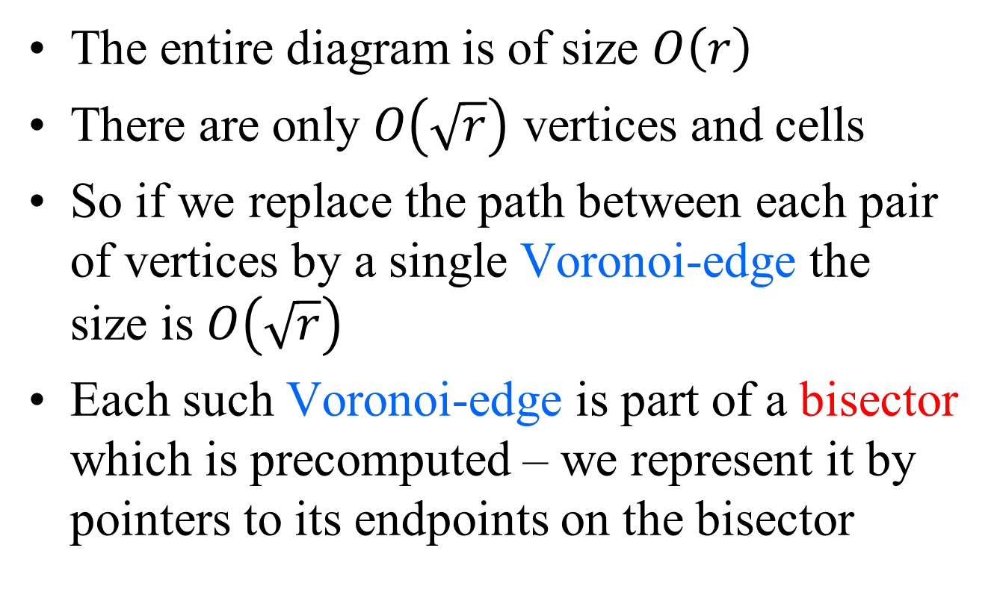 • The entire diagram is of size 𝑂(𝑟)
• There are only 𝑂(√𝑟) vertices and cells
• So if we replace the path between each pair
of vertices by a single Voronoi-edge the
size is 𝑂(√𝑟)
• Each such Voronoi-edge is part of a bisector
which is precomputed – we represent it by
pointers to its endpoints on the bisector